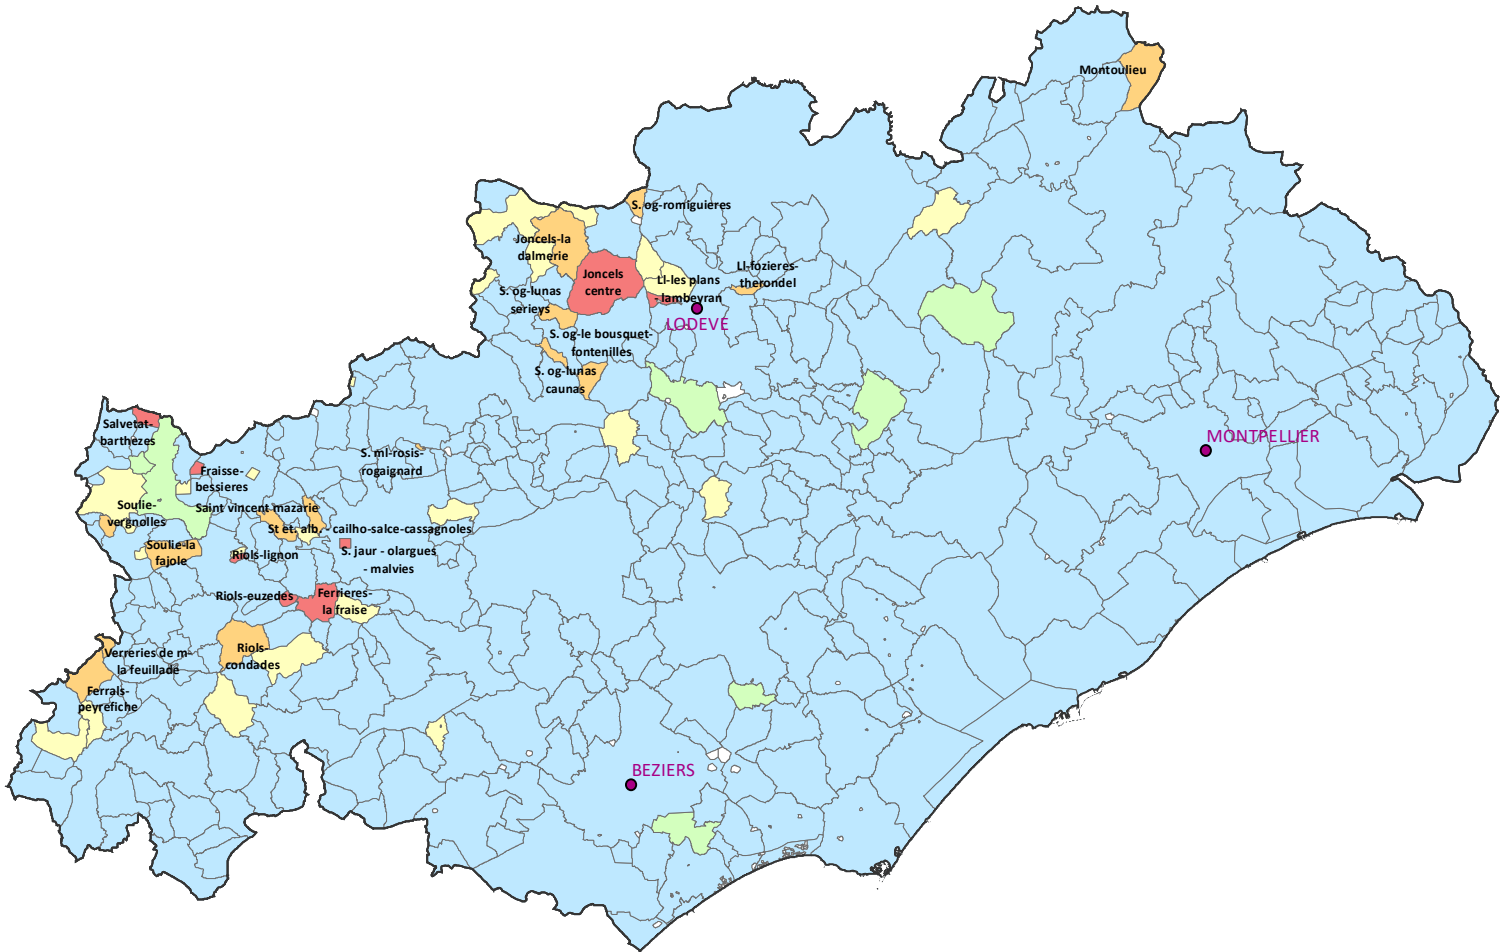 Montoulieu
S. og-romiguieres
Joncels-la
dalmerie
Joncels
centre
Ll-fozieres-
therondel
Ll-les plans
- lambeyran
S. og-lunas
serieys
LODEVE
S. og-le bousquet-
fontenilles
S. og-lunas
caunas
Salvetat-
barthezes
MONTPELLIER
S. ml-rosis-
rogaignard
Fraisse-
bessieres
Soulie-
vergnolles
Saint vincent mazarie
St et. alb. - cailho-salce-cassagnoles
Soulie-la
fajole
Riols-lignon
S. jaur - olargues
- malvies
Riols-euzedes
Ferrieres-
la fraise
Verreries de m-
la feuillade
Riols-
condades
Ferrals-
peyrefiche
BEZIERS